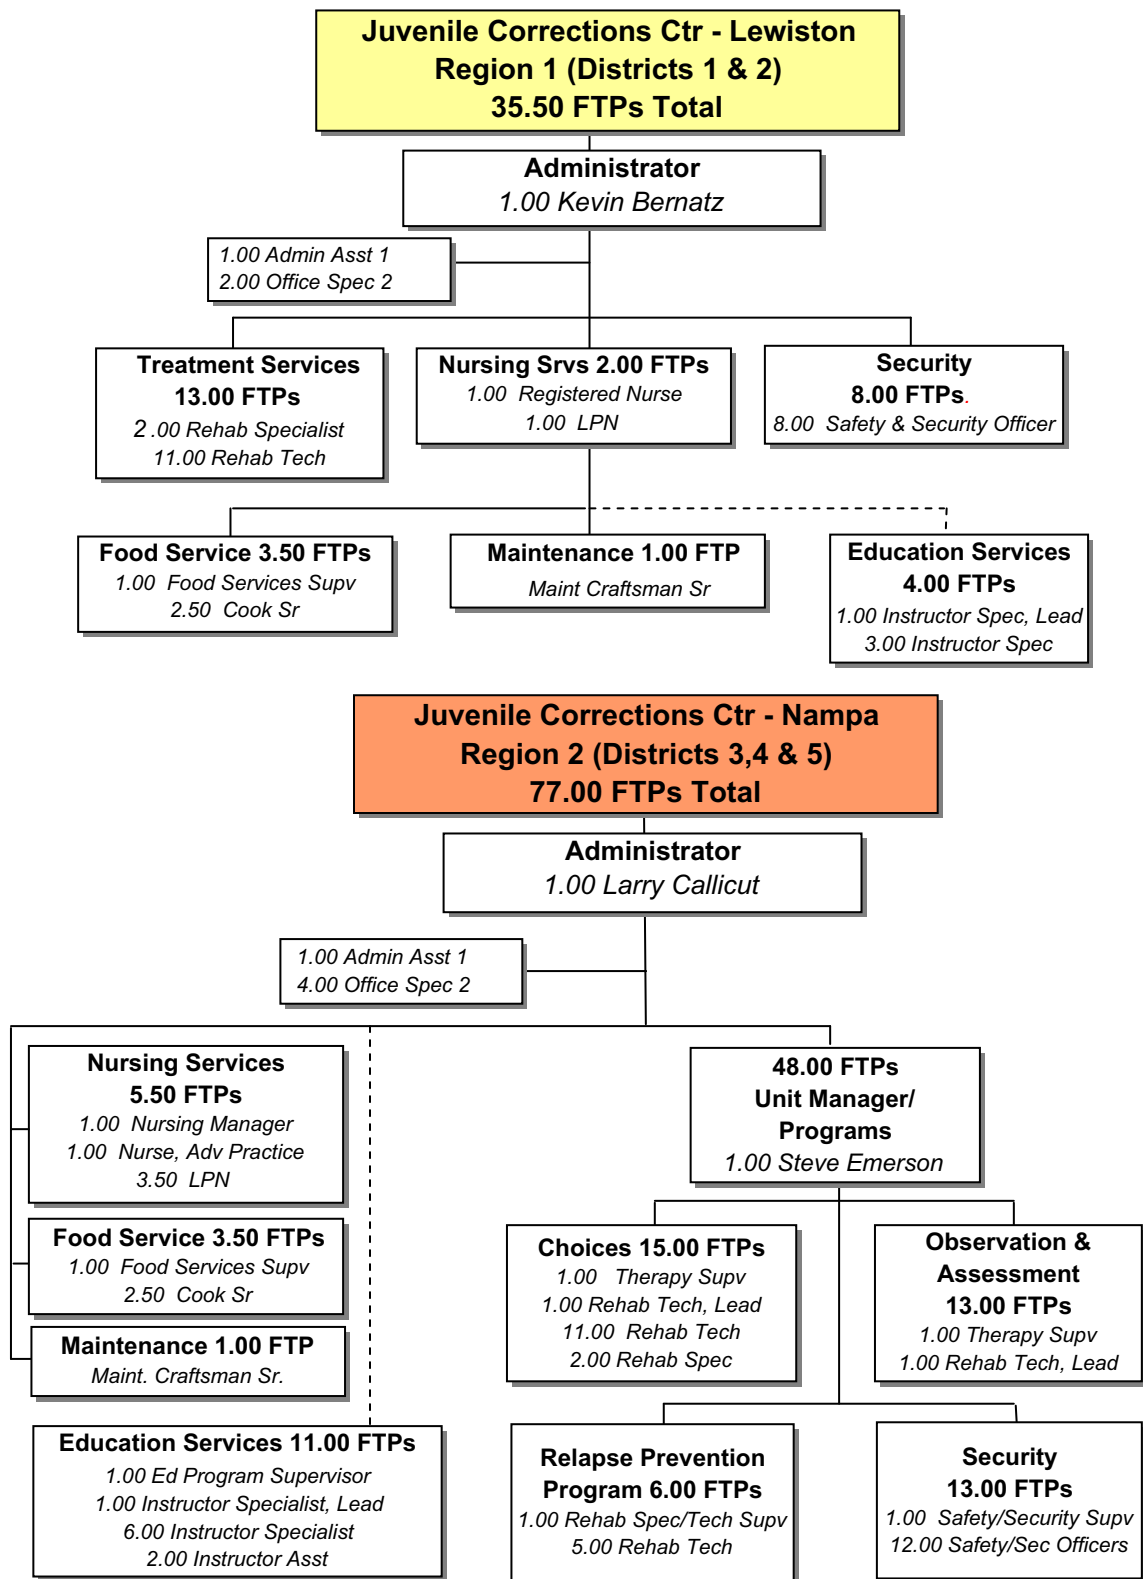 Juvenile Corrections Ctr - Lewiston
Region 1 (Districts 1 & 2)
35.50 FTPs Total
Administrator
1.00 Kevin Bernatz
1.00 Admin Asst 1
2.00 Office Spec 2
Treatment Services
13.00 FTPs
2 .00 Rehab Specialist
11.00 Rehab Tech
Nursing Srvs 2.00 FTPs
1.00 Registered Nurse
1.00 LPN
Security
8.00 FTPs.
8.00 Safety & Security Officer
Food Service 3.50 FTPs
1.00 Food Services Supv
2.50 Cook Sr
Maintenance 1.00 FTP
Maint Craftsman Sr
Education Services
4.00 FTPs
1.00 Instructor Spec, Lead
3.00 Instructor Spec
Juvenile Corrections Ctr - Nampa
Region 2 (Districts 3,4 & 5)
77.00 FTPs Total
Administrator
1.00 Larry Callicut
1.00 Admin Asst 1
4.00 Office Spec 2
Nursing Services
5.50 FTPs
1.00 Nursing Manager
1.00 Nurse, Adv Practice
3.50 LPN
Food Service 3.50 FTPs
1.00 Food Services Supv
2.50 Cook Sr
Maintenance 1.00 FTP
Maint. Craftsman Sr.
Education Services 11.00 FTPs
1.00 Ed Program Supervisor
1.00 Instructor Specialist, Lead
6.00 Instructor Specialist
2.00 Instructor Asst
48.00 FTPs
Unit Manager/
Programs
1.00 Steve Emerson
Choices 15.00 FTPs
1.00 Therapy Supv
1.00 Rehab Tech, Lead
11.00 Rehab Tech
2.00 Rehab Spec
Observation &
Assessment
13.00 FTPs
1.00 Therapy Supv
1.00 Rehab Tech, Lead
Relapse Prevention
Program 6.00 FTPs
1.00 Rehab Spec/Tech Supv
5.00 Rehab Tech
Security
13.00 FTPs
1.00 Safety/Security Supv
12.00 Safety/Sec Officers